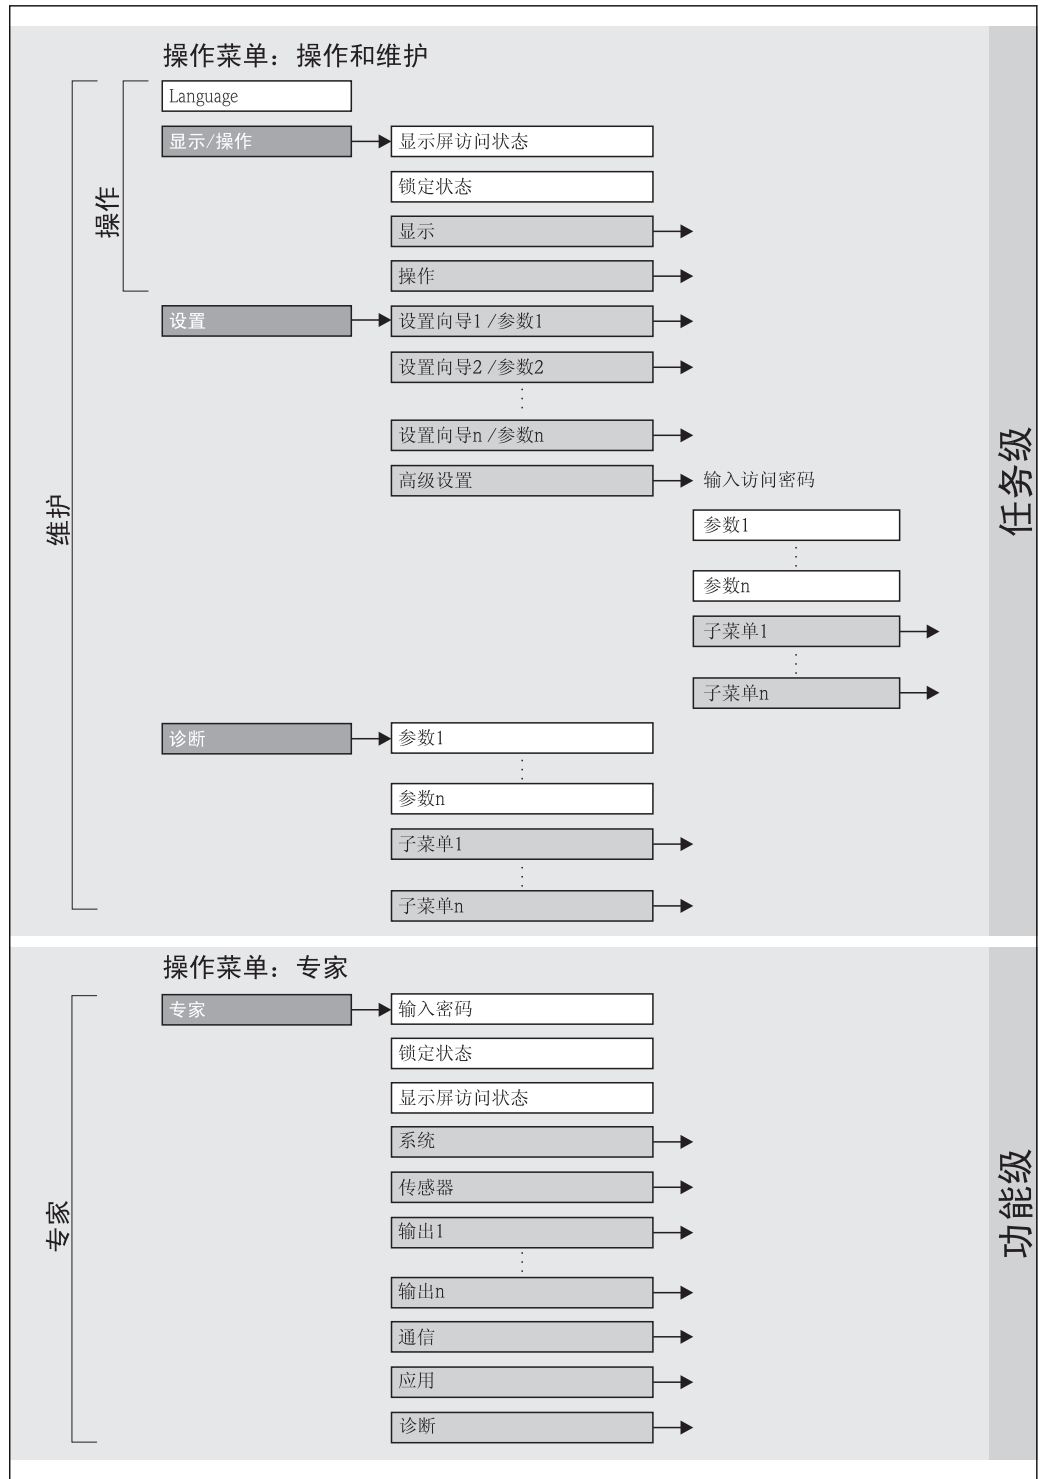 操作菜单：操作和维护
Language
显示/操作
显示屏访问状态
锁定状态
显示
操作
操作
设置
设置向导1 /参数1
设置向导2 /参数2
设置向导n /参数n
高级设置
输入访问密码
参数1
参数n
子菜单1
子菜单n
维护
任务级
诊断
参数1
参数n
子菜单1
子菜单n
操作菜单：专家
专家
输入密码
锁定状态
显示屏访问状态
系统
传感器
输出1
输出n
通信
应用
诊断
专家
功能级